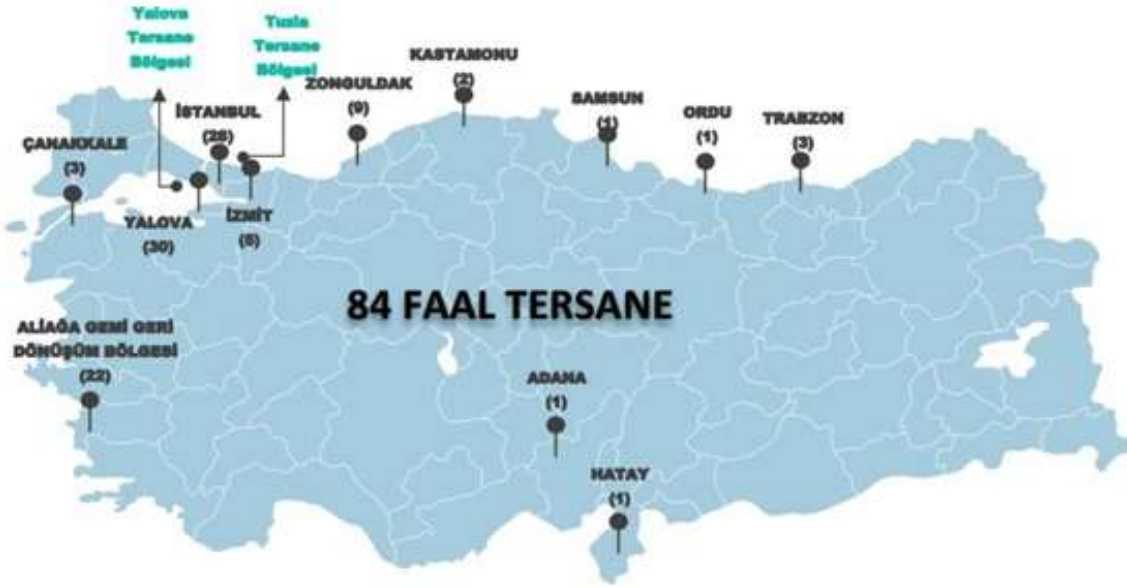 Yalova
Tersane
Bölgesi
Tuzla
Tersane
Bölgesi
KASTAMONU
(2)
ZONGULDAK
(9)
İSTANBUL
(28)
SAMSUN
(1)
ORDU
(1)
TRABZON
(3)
ÇANAKKALE
(3)
YALOVA
(30)
İZMİT
(5)
84 FAAL TERSANE
ALİAĞA GEMİ GERİ
DÖNÜŞÜM BÖLGESİ
(22)
ADANA
(1)
HATAY
(1)